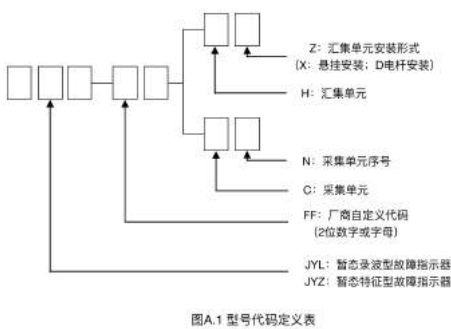 Z：汇集单元安装形式
（X：悬挂安装；D电杆安装）
H：汇集单元
N：采集单元序号
C：采集单元
FF：厂商自定义代码
（2位数字或字母）
JYL：暂态录波型故障指示器
JYZ：暂态特征型故障指示器
图A.1 型号代码定义表